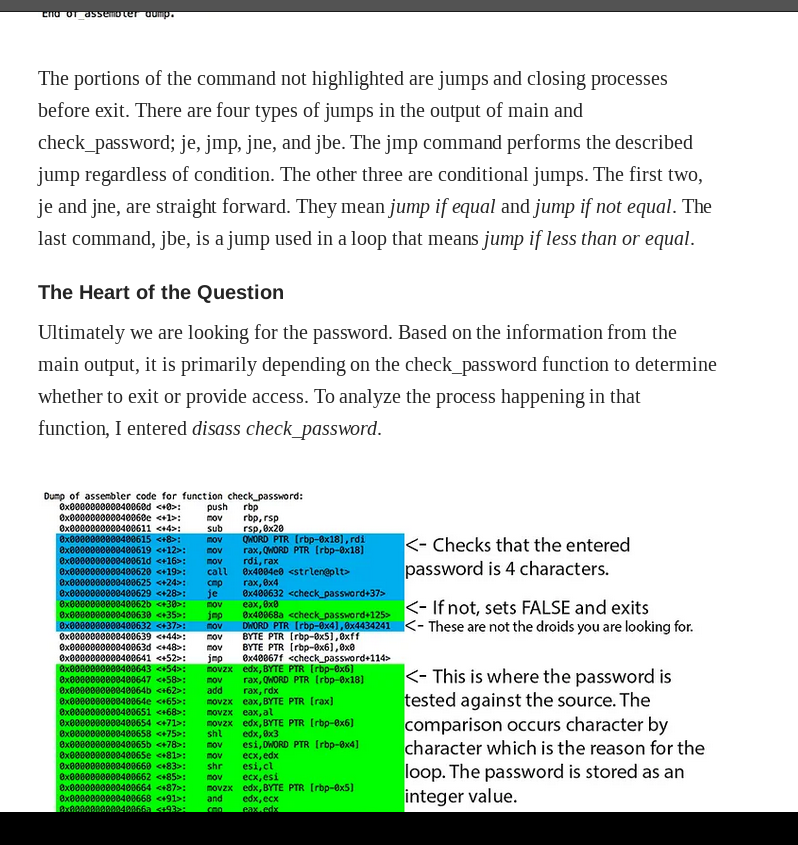 End of assembler dump.
The portions of the command not highlighted are jumps and closing processes
before exit. There are four types of jumps in the output of main and
check_password; je, jmp, jne, and jbe. The jmp command performs the described
jump regardless of condition. The other three are conditional jumps. The first two,
je and jne, are straight forward. They mean jump if equal and jump if not equal. The
last command, jbe, is a jump used in a loop that means jump if less than or equal.
The Heart of the Question
Ultimately we are looking for the password. Based on the information from the
main output, it is primarily depending on the check_password function to determine
whether to exit or provide access. To analyze the process happening in that
function, I entered disass check_password.
Dump of assembler code for function check_password:
0x000000000040060d <+0>: push rbp
0x000000000040060e <+1>: mov rbp,rsp
0x0000000000400611 <+4>: sub rsp,0x20
0x0000000000400615 <+8>: mov QWORD PTR [rbp-0x18],rdi
0x0000000000400619 <+12>: mov rax,QWORD PTR [rbp-0x18]
0x000000000040061d <+16>: mov rdi,rax
0x0000000000400620 <+19>: call 0x4004e0 <strlen@plt>
0x0000000000400625 <+24>: cmp rax,0x4
0x0000000000400629 <+28>: je 0x400632 <check_password+37>
0x000000000040062b <+30>: mov eax,0x0
0x0000000000400630 <+35>: jmp 0x40068a <check_password+125>
0x0000000000400632 <+37>: mov DWORD PTR [rbp-0x4],0x4434241
0x0000000000400639 <+44>: mov BYTE PTR [rbp-0x5],0xff
0x000000000040063d <+48>: mov BYTE PTR [rbp-0x6],0x0
0x0000000000400641 <+52>: jmp 0x40067f <check_password+114>
0x0000000000400643 <+54>: movzx edx,BYTE PTR [rbp-0x6]
0x0000000000400647 <+58>: mov rax,QWORD PTR [rbp-0x18]
0x000000000040064b <+62>: add rax,rdx
0x000000000040064e <+65>: movzx eax,BYTE PTR [rax]
0x0000000000400651 <+68>: movzx eax,al
0x0000000000400654 <+71>: movzx edx,BYTE PTR [rbp-0x6]
0x0000000000400658 <+75>: shl edx,0x3
0x000000000040065b <+78>: mov esi,DWORD PTR [rbp-0x4]
0x000000000040065e <+81>: mov ecx,edx
0x0000000000400660 <+83>: shr esi,cl
0x0000000000400662 <+85>: mov ecx,esi
0x0000000000400664 <+87>: movzx edx,BYTE PTR [rbp-0x5]
0x0000000000400668 <+91>: and edx,ecx
0x000000000040066a <+93>: cmp eax,edx
<- Checks that the entered
password is 4 characters.
<- If not, sets FALSE and exits
<- These are not the droids you are looking for.
<- This is where the password is
tested against the source. The
comparison occurs character by
character which is the reason for the
loop. The password is stored as an
integer value.